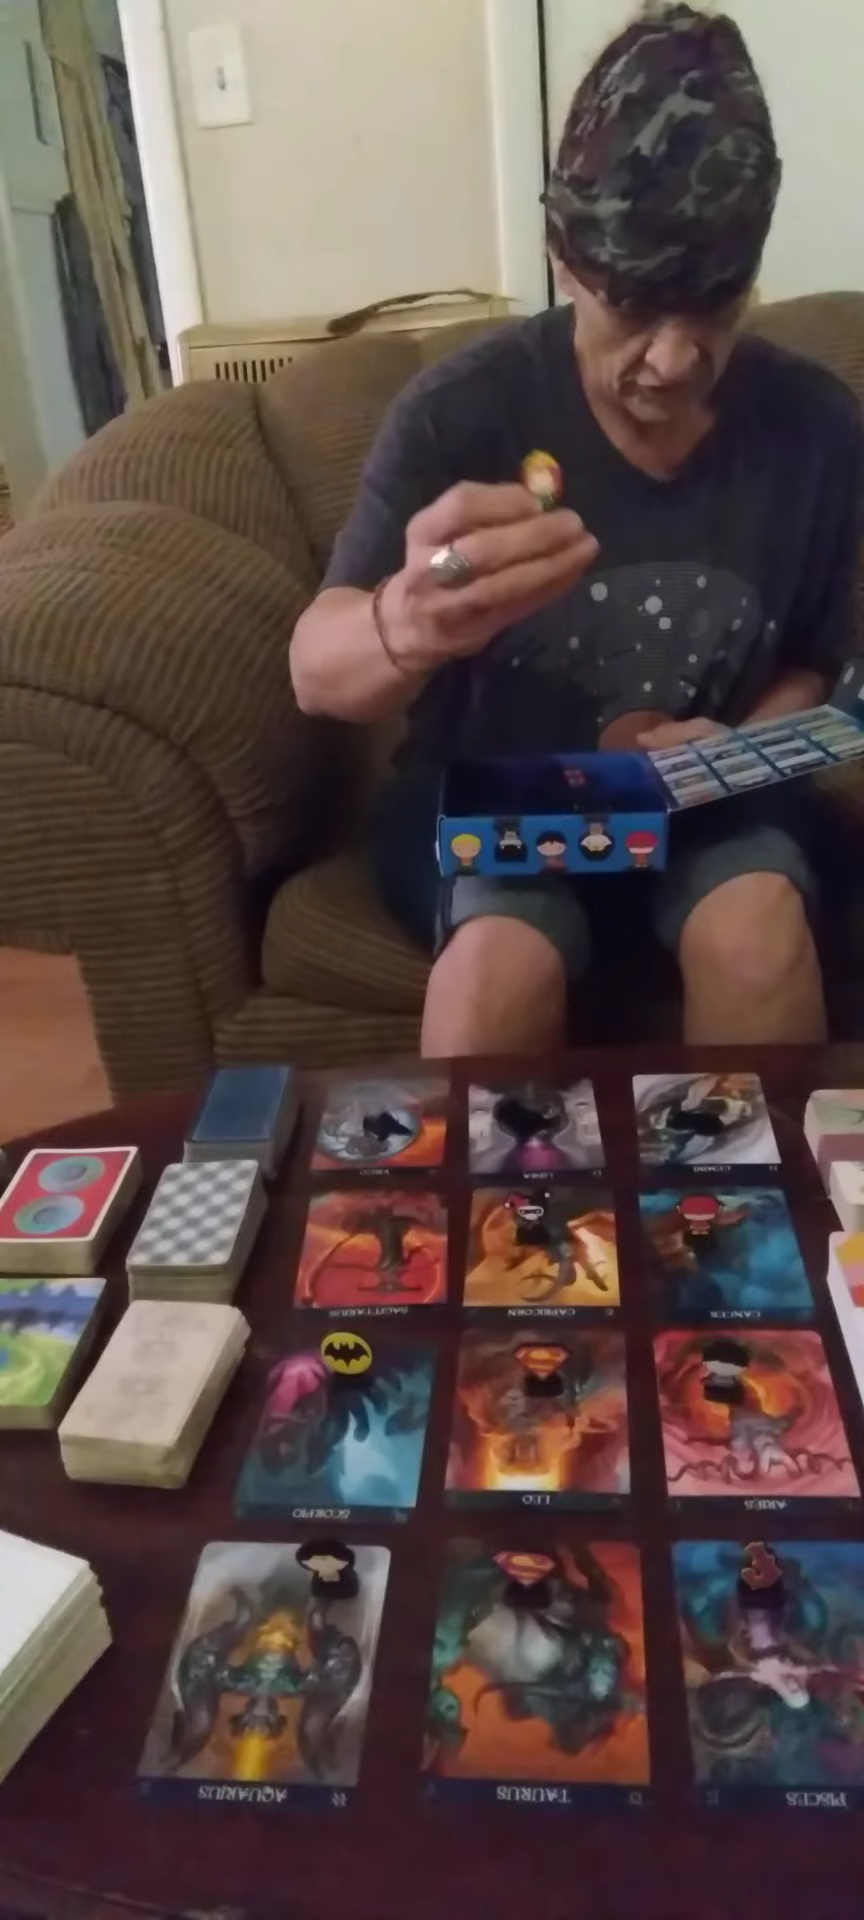 VIRGO
LIBRA
GEMINI
SAGITTARIUS
CAPRICORN
CANCER
SCORPIO
LEO
ARIES
AQUARIUS
TAURUS
PISCES